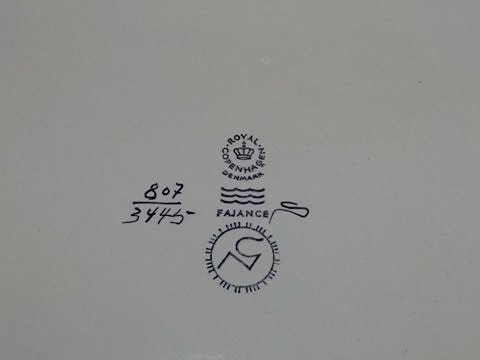 ROYAL
COPENHAGEN
DENMARK
807
3445
FAJANCE